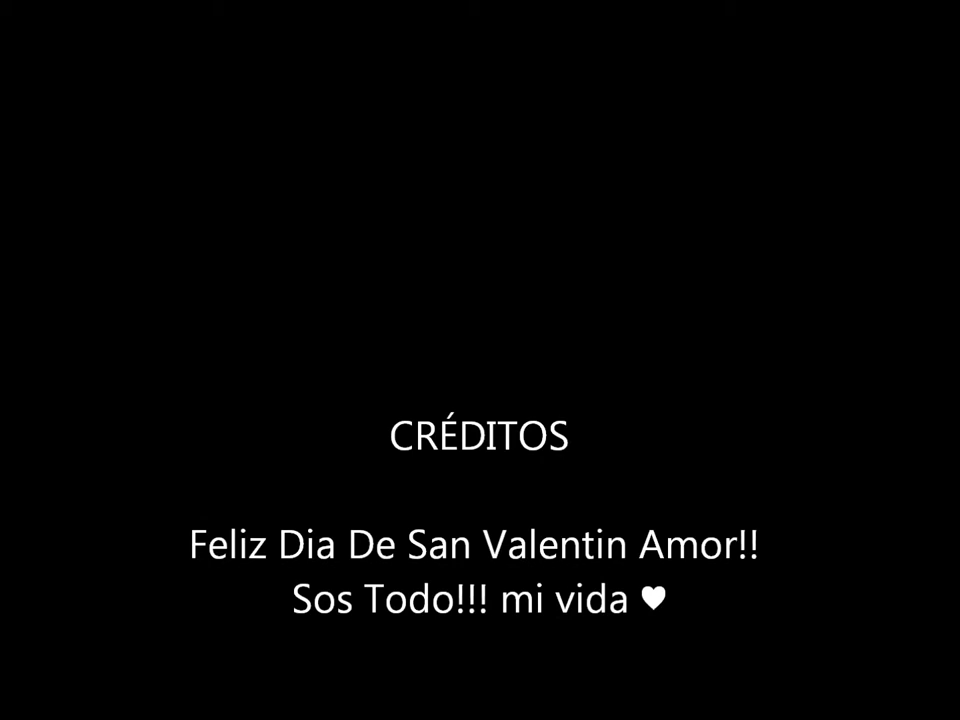 CRÉDITOS
Feliz Dia De San Valentin Amor!!
Sos Todo!!! mi vida ♥